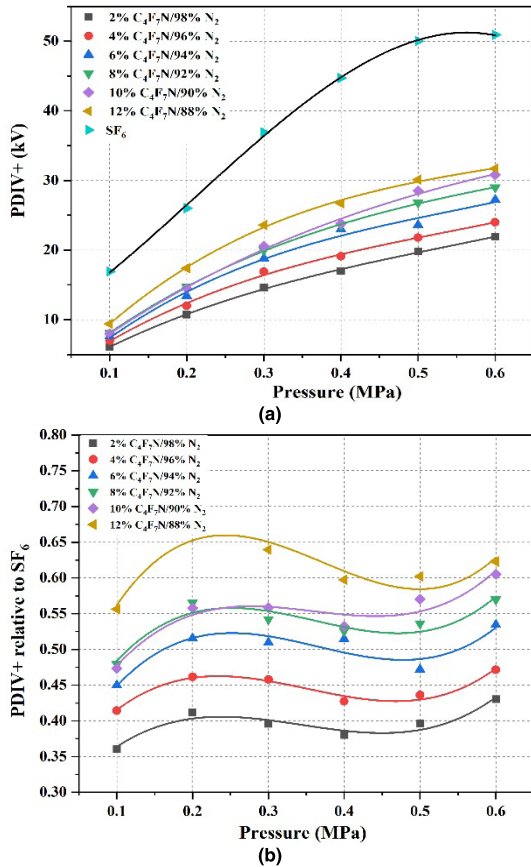 2% C₄F₇N/98% N₂
4% C₄F₇N/96% N₂
6% C₄F₇N/94% N₂
8% C₄F₇N/92% N₂
10% C₄F₇N/90% N₂
12% C₄F₇N/88% N₂
SF₆
PDIV+ (kV)
50
40
30
20
10
0.1 0.2 0.3 0.4 0.5 0.6
Pressure (MPa)
(a)
2% C₄F₇N/98% N₂
4% C₄F₇N/96% N₂
6% C₄F₇N/94% N₂
8% C₄F₇N/92% N₂
10% C₄F₇N/90% N₂
12% C₄F₇N/88% N₂
PDIV+ relative to SF₆
0.80
0.75
0.70
0.65
0.60
0.55
0.50
0.45
0.40
0.35
0.30
0.1 0.2 0.3 0.4 0.5 0.6
Pressure (MPa)
(b)